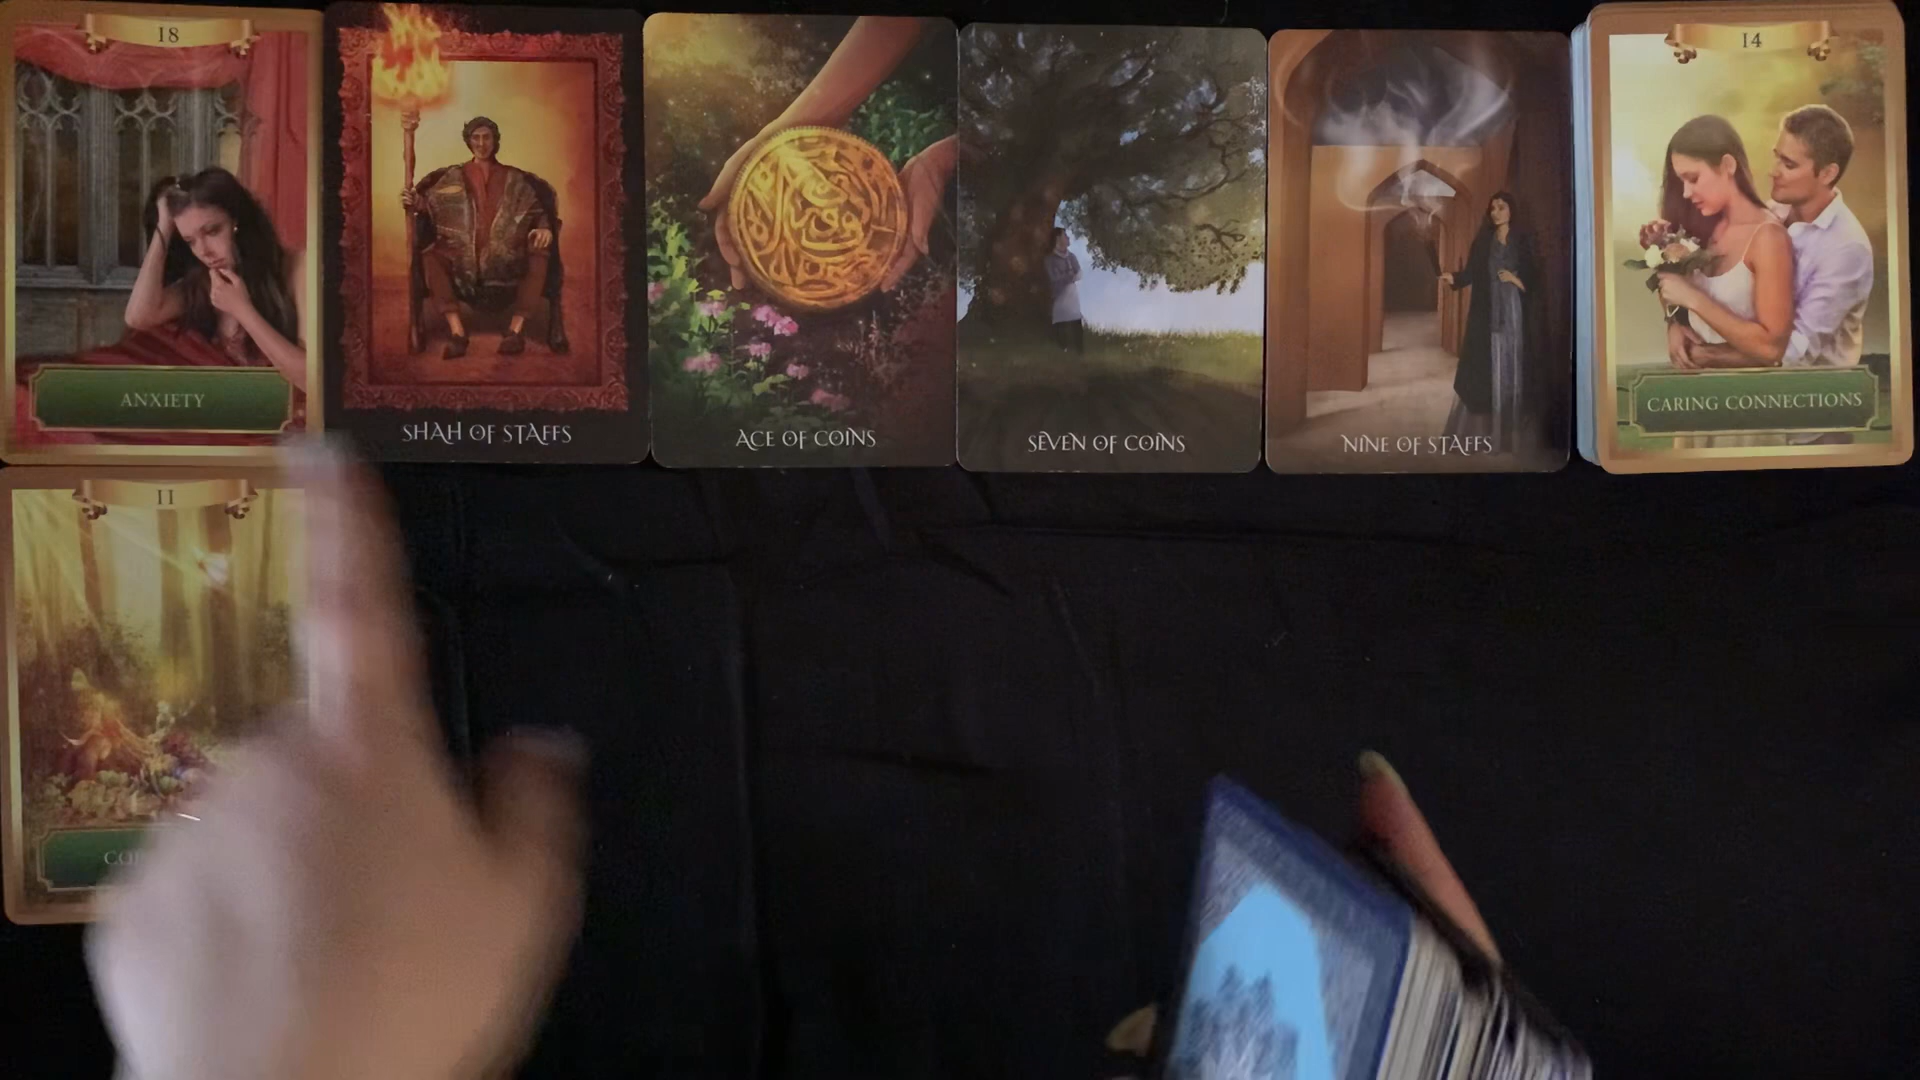 18
ANXIETY
SHAH OF STAFFS
ACE OF COINS
SEVEN OF COINS
NINE OF STAFFS
14
CARING CONNECTIONS
11